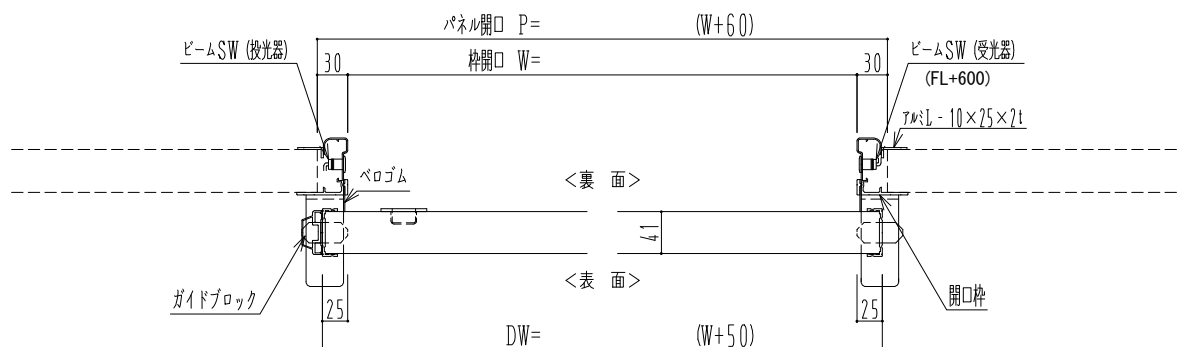 パネル開口 P= (W+60)
ビームSW (投光器)
ビームSW (受光器)
30
枠開口 W=
30
(FL+600)
アルミL - 10×25×2t
ベロゴム
<裏 面>
41
<表 面>
ガイドブロック
開口枠
25
25
DW= (W+50)